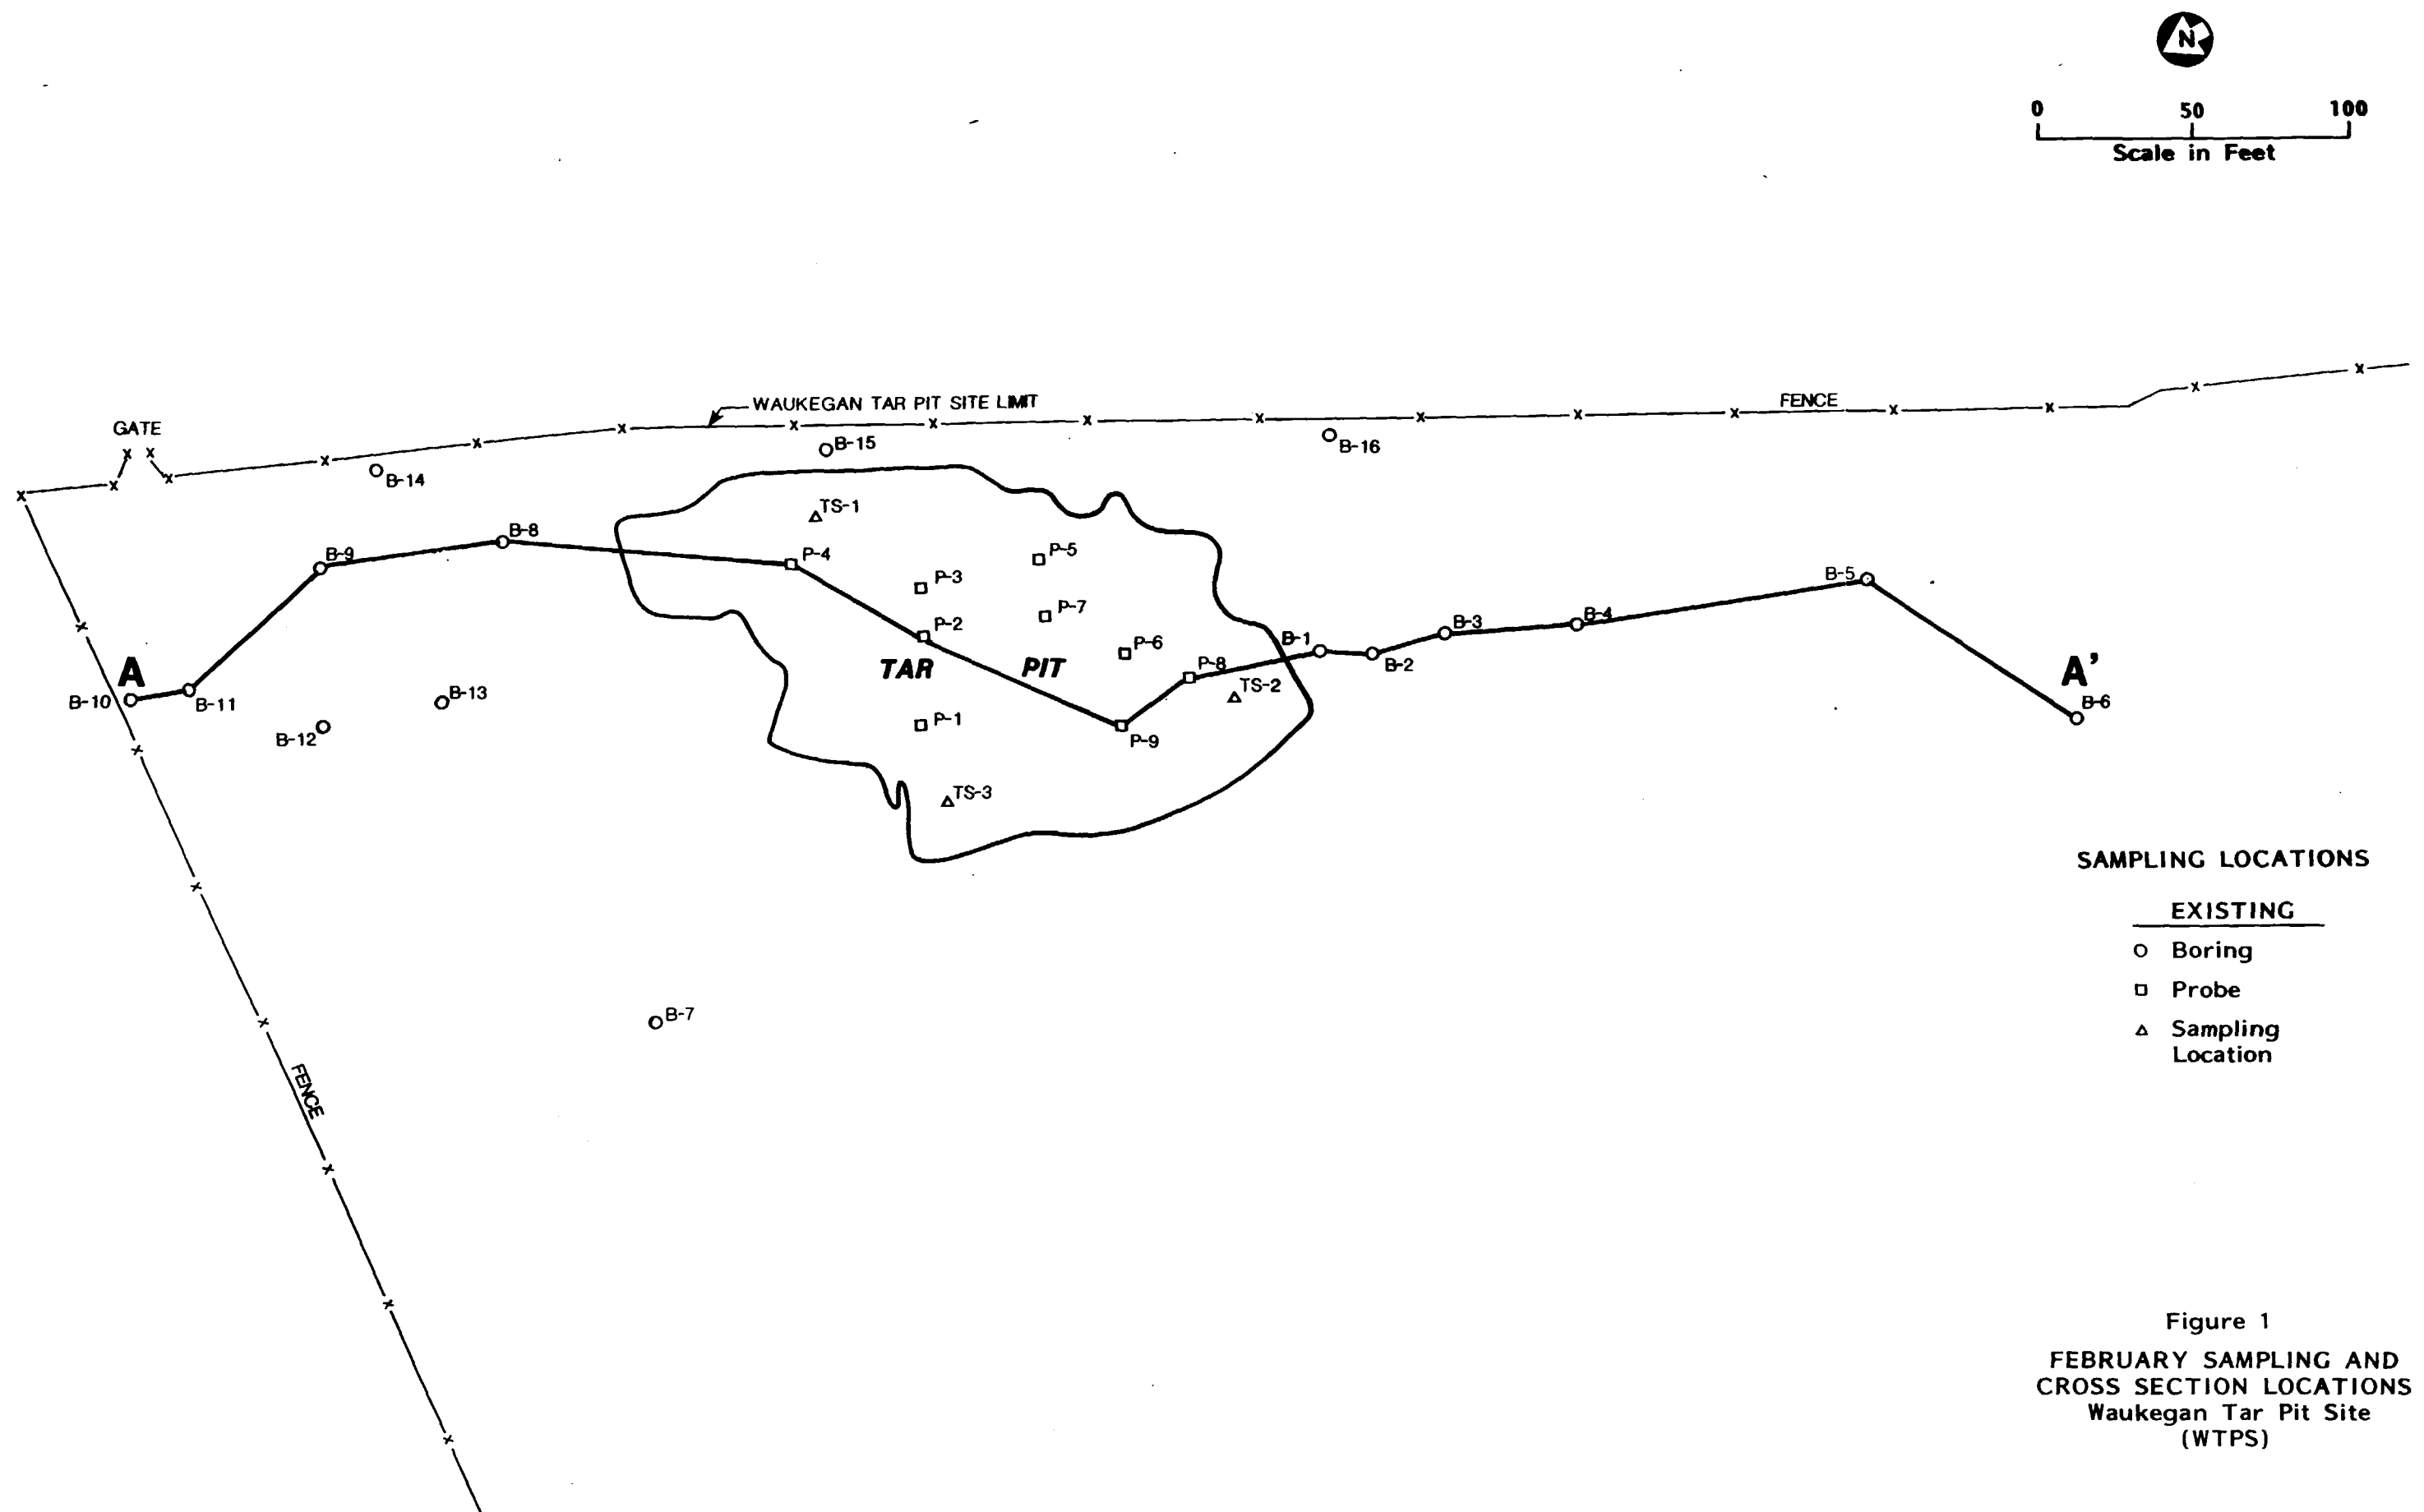 N
0 50 100
Scale in Feet
WAUKEGAN TAR PIT SITE LIMIT
FENCE
GATE
B-15
B-16
B-14
TS-1
B-8
B-9
P-4
P-5
P-3
B-5
P-7
B-3
B-4
P-2
P-6
B-1
B-2
P-8
TAR PIT
A
A'
TS-2
B-10
B-11
B-13
B-6
P-1
B-12
P-9
TS-3
SAMPLING LOCATIONS
EXISTING
Boring
Probe
Sampling
Location
B-7
FENCE
Figure 1
FEBRUARY SAMPLING AND
CROSS SECTION LOCATIONS
Waukegan Tar Pit Site
(WTPS)